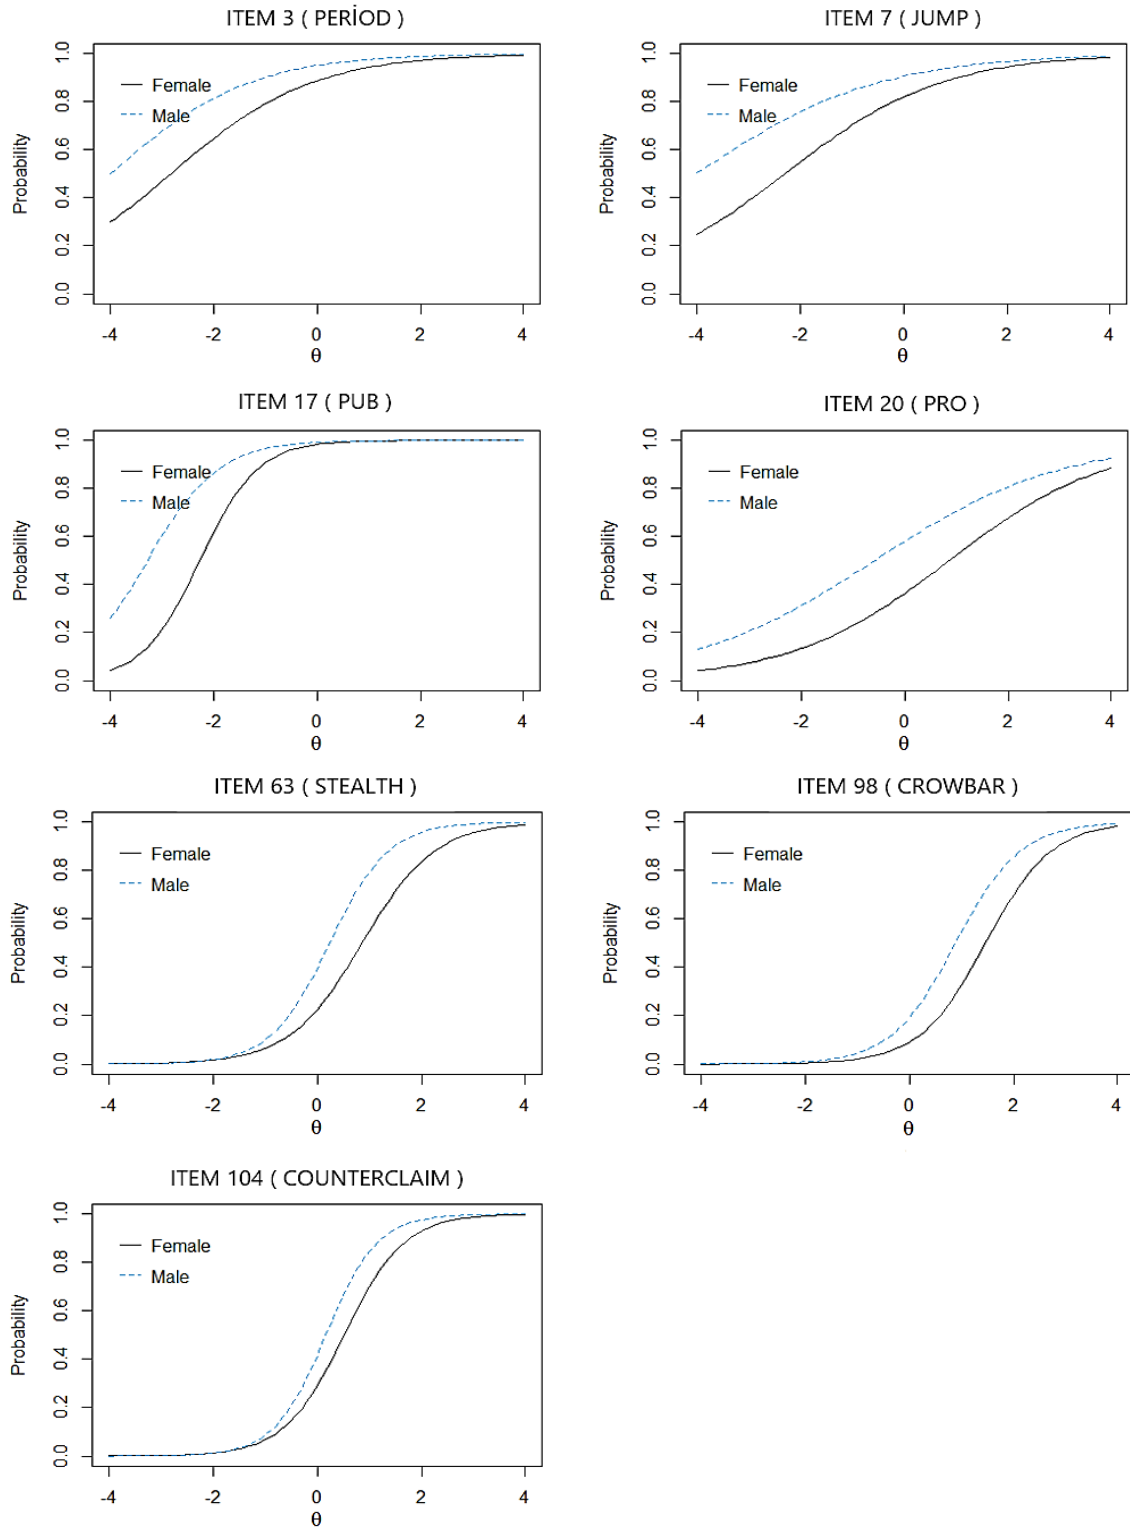 ITEM 3 ( PERİOD )
Probability
0.0 0.2 0.4 0.6 0.8 1.0
Female
Male
-4 -2 0 2 4
θ
ITEM 7 ( JUMP )
Probability
0.0 0.2 0.4 0.6 0.8 1.0
Female
Male
-4 -2 0 2 4
θ
ITEM 17 ( PUB )
Probability
0.0 0.2 0.4 0.6 0.8 1.0
Female
Male
-4 -2 0 2 4
θ
ITEM 20 ( PRO )
Probability
0.0 0.2 0.4 0.6 0.8 1.0
Female
Male
-4 -2 0 2 4
θ
ITEM 63 ( STEALTH )
Probability
0.0 0.2 0.4 0.6 0.8 1.0
Female
Male
-4 -2 0 2 4
θ
ITEM 98 ( CROWBAR )
Probability
0.0 0.2 0.4 0.6 0.8 1.0
Female
Male
-4 -2 0 2 4
θ
ITEM 104 ( COUNTERCLAIM )
Probability
0.0 0.2 0.4 0.6 0.8 1.0
Female
Male
-4 -2 0 2 4
θ